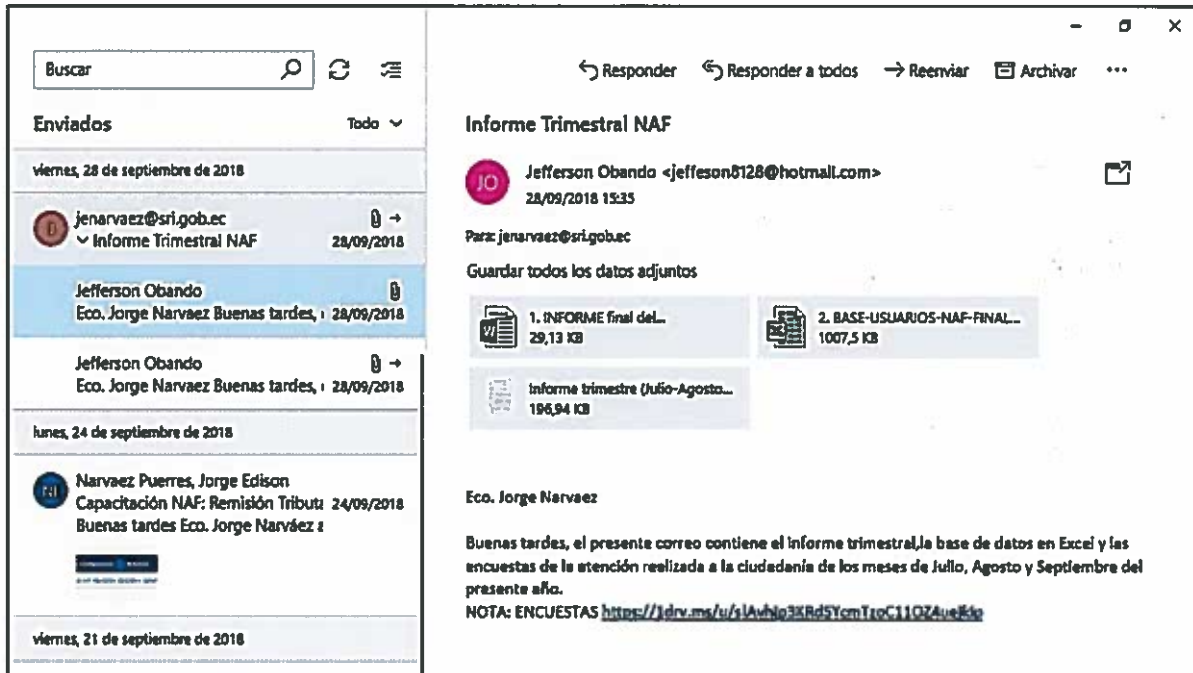 Buscar
Enviados Todo
viernes, 28 de septiembre de 2018
jenarvaez@sri.gob.ec
Informe Trimestral NAF 28/09/2018
Jefferson Obando
Eco. Jorge Narvaez Buenas tardes, 28/09/2018
Jefferson Obando
Eco. Jorge Narvaez Buenas tardes, 28/09/2018
lunes, 24 de septiembre de 2018
Narvaez Puerres, Jorge Edison
Capacitación NAF: Remisión Tributa 24/09/2018
Buenas tardes Eco. Jorge Narváez a
viernes, 21 de septiembre de 2018
Responder Responder a todos Reenviar Archivar ...
Informe Trimestral NAF
JO
Jefferson Obando <jeffeson8128@hotmail.com>
28/09/2018 15:35
Para: jenarvaez@sri.gob.ec
Guardar todos los datos adjuntos
1. INFORME final del...
29,13 KB
2. BASE-USUARIOS-NAF-FINAL...
1007,5 KB
Informe trimestre (Julio-Agosto...
196,94 KB
Eco. Jorge Narvaez
Buenas tardes, el presente correo contiene el informe trimestral,la base de datos en Excel y las
encuestas de la atención realizada a la ciudadanía de los meses de Julio, Agosto y Septiembre del
presente año.
NOTA: ENCUESTAS